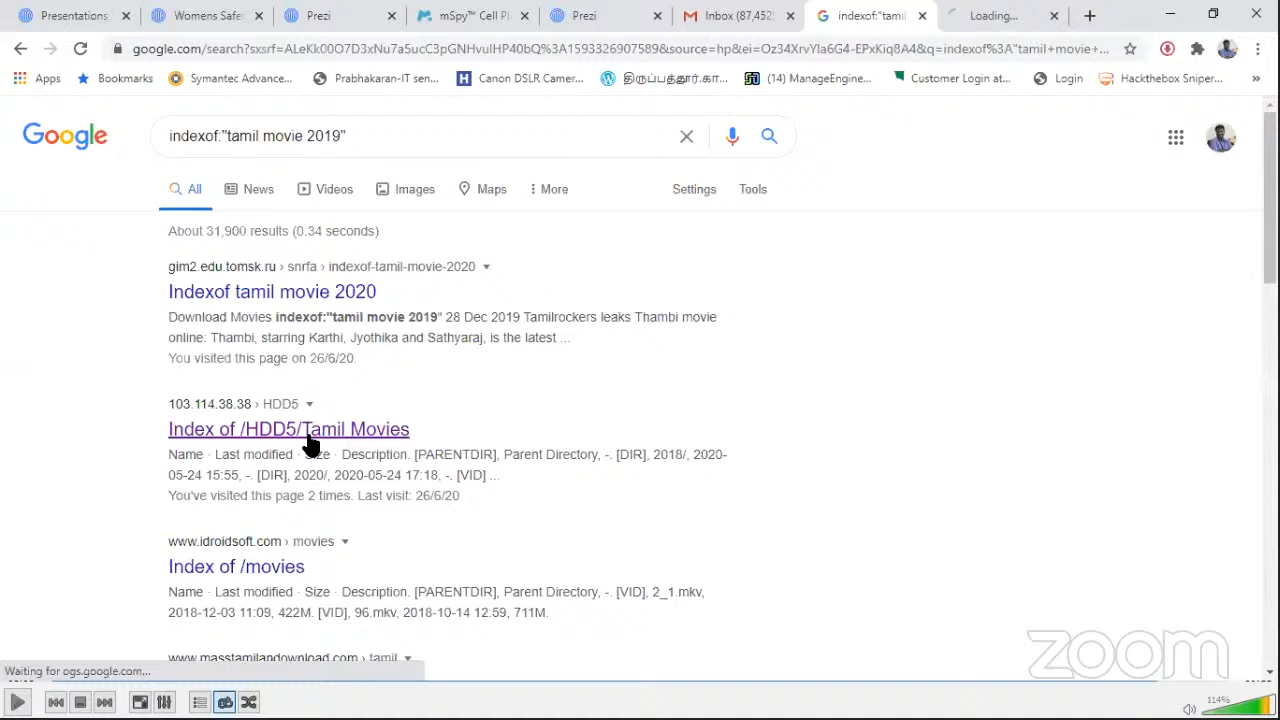 Presentations
Womens Safe
Prezi
mSpy™ Cell Ph
Prezi
Inbox (87,452)
indexof:"tamil
Loading...
google.com/search?sxsrf=ALeKk00O7D3xNu7a5ucC3pGNHvuIHP40bQ%3A1593326907589&source=hp&ei=Oz34XrvYIa6G4-EPxKiq8A4&q=indexof%3A"tamil+movie+...
Apps
Bookmarks
Symantec Advance...
Prabhakaran-IT sen...
Canon DSLR Camer...
திருப்பத்தூர்.கா...
(14) ManageEngine...
Customer Login at...
Login
Hackthebox Sniper...
»
Google
indexof:"tamil movie 2019"
All
News
Videos
Images
Maps
More
Settings
Tools
About 31,900 results (0.34 seconds)
gim2.edu.tomsk.ru › snrfa › indexof-tamil-movie-2020
Indexof tamil movie 2020
Download Movies indexof:"tamil movie 2019" 28 Dec 2019 Tamilrockers leaks Thambi movie
online: Thambi, starring Karthi, Jyothika and Sathyaraj, is the latest ...
You visited this page on 26/6/20.
103.114.38.38 › HDD5
Index of /HDD5/Tamil Movies
Name · Last modified · Size · Description. [PARENTDIR], Parent Directory, -. [DIR], 2018/, 2020-
05-24 15:55, -. [DIR], 2020/, 2020-05-24 17:18, -. [VID] ...
You've visited this page 2 times. Last visit: 26/6/20
www.idroidsoft.com › movies
Index of /movies
Name · Last modified · Size · Description. [PARENTDIR], Parent Directory, -. [VID], 2_1.mkv,
2018-12-03 11:09, 422M. [VID], 96.mkv, 2018-10-14 12:59, 711M.
www.masstamilandownload.com › tamil
zoom
Waiting for ogs.google.com...
114%